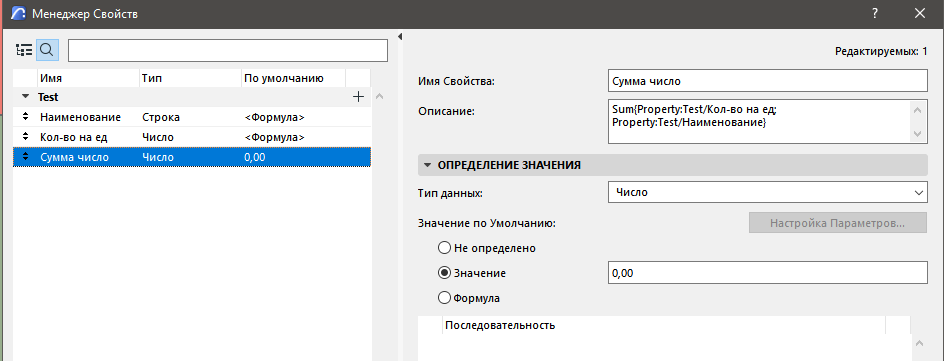 Менеджер Свойств
?
Редактируемых: 1
Имя Тип По умолчанию
Test
Наименование Строка <Формула>
Кол-во на ед Число <Формула>
Сумма число Число 0,00
Имя Свойства: Сумма число
Описание: Sum{Property:Test/Кол-во на ед;
Property:Test/Наименование}
ОПРЕДЕЛЕНИЕ ЗНАЧЕНИЯ
Тип данных: Число
Значение по Умолчанию: Настройка Параметров...
Не определено
Значение 0,00
Формула
Последовательность